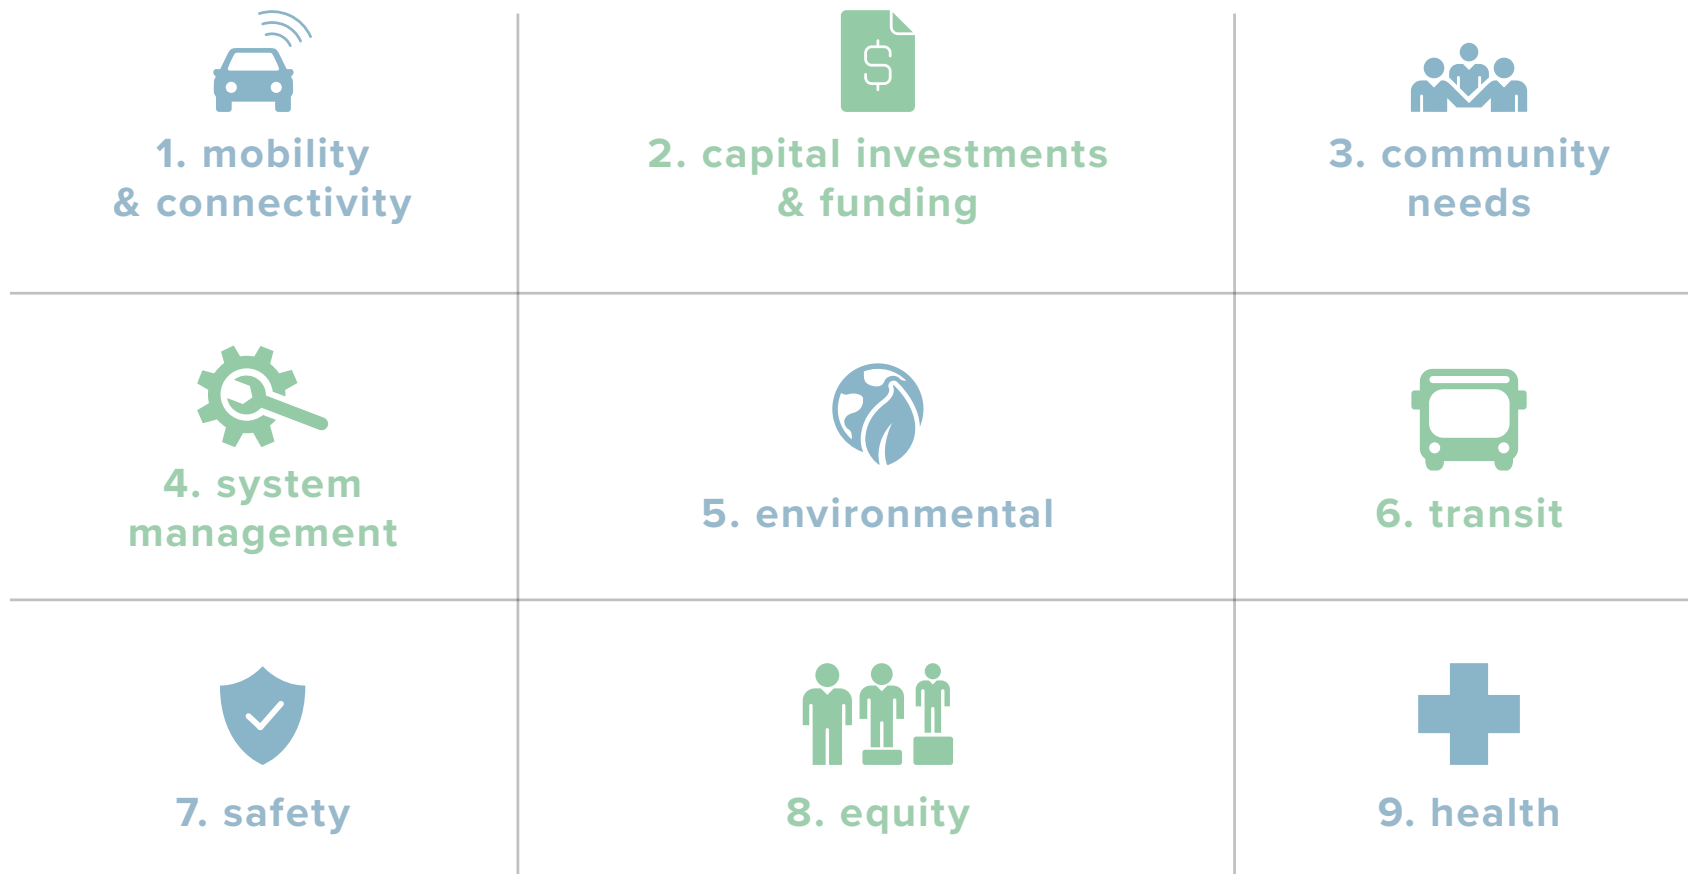 1. mobility
& connectivity
$
2. capital investments
& funding
3. community
needs
4. system
management
5. environmental
6. transit
7. safety
8. equity
9. health